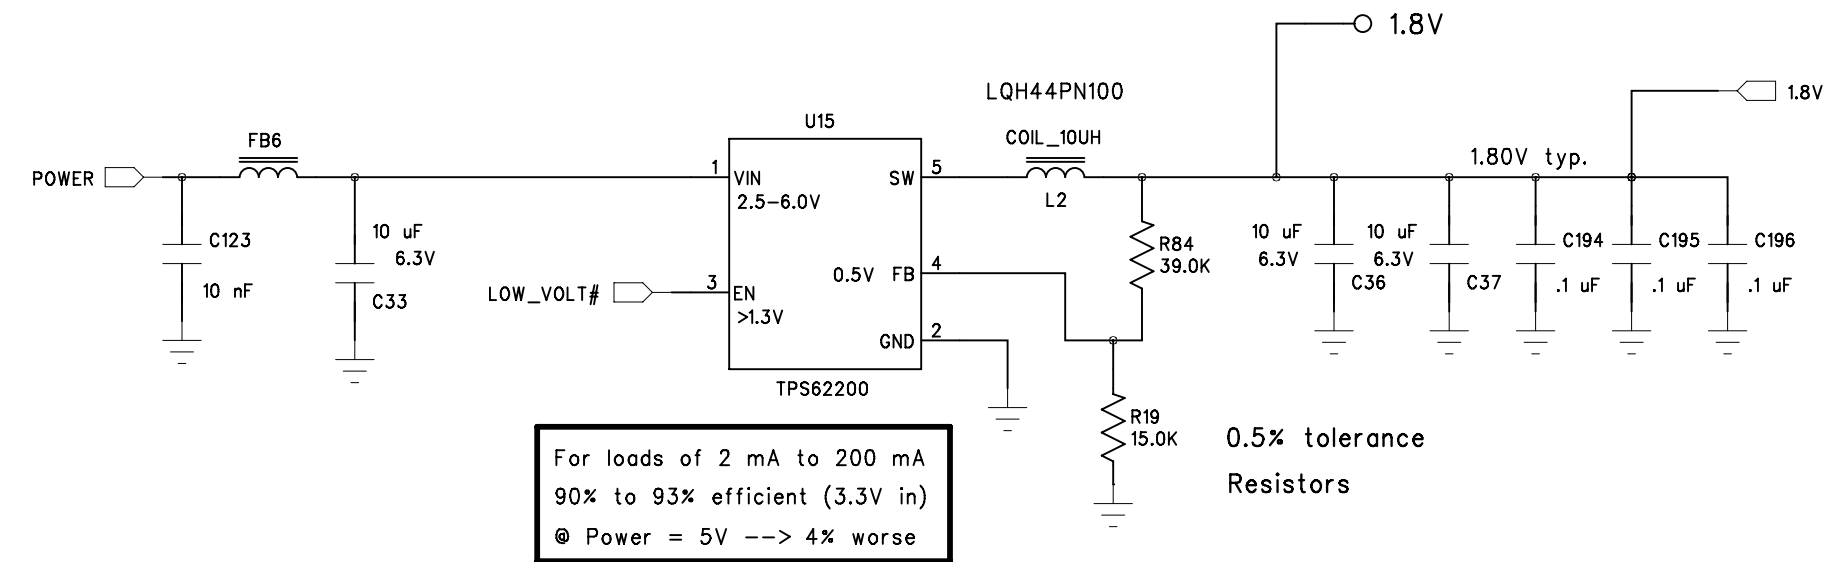 1.8V
LQH44PN100
1.8V
U15
FB6
COIL_10UH
1.80V typ.
POWER
1
VIN
SW
5
2.5-6.0V
L2
10 uF
6.3V
C33
C123
10 nF
R84
39.0K
10 uF
6.3V
C36
10 uF
6.3V
C37
C194
.1 uF
C195
.1 uF
C196
.1 uF
0.5V FB
4
LOW_VOLT#
3
EN
>1.3V
GND
2
TPS62200
R19
15.0K
0.5% tolerance
Resistors
For loads of 2 mA to 200 mA
90% to 93% efficient (3.3V in)
@ Power = 5V --> 4% worse